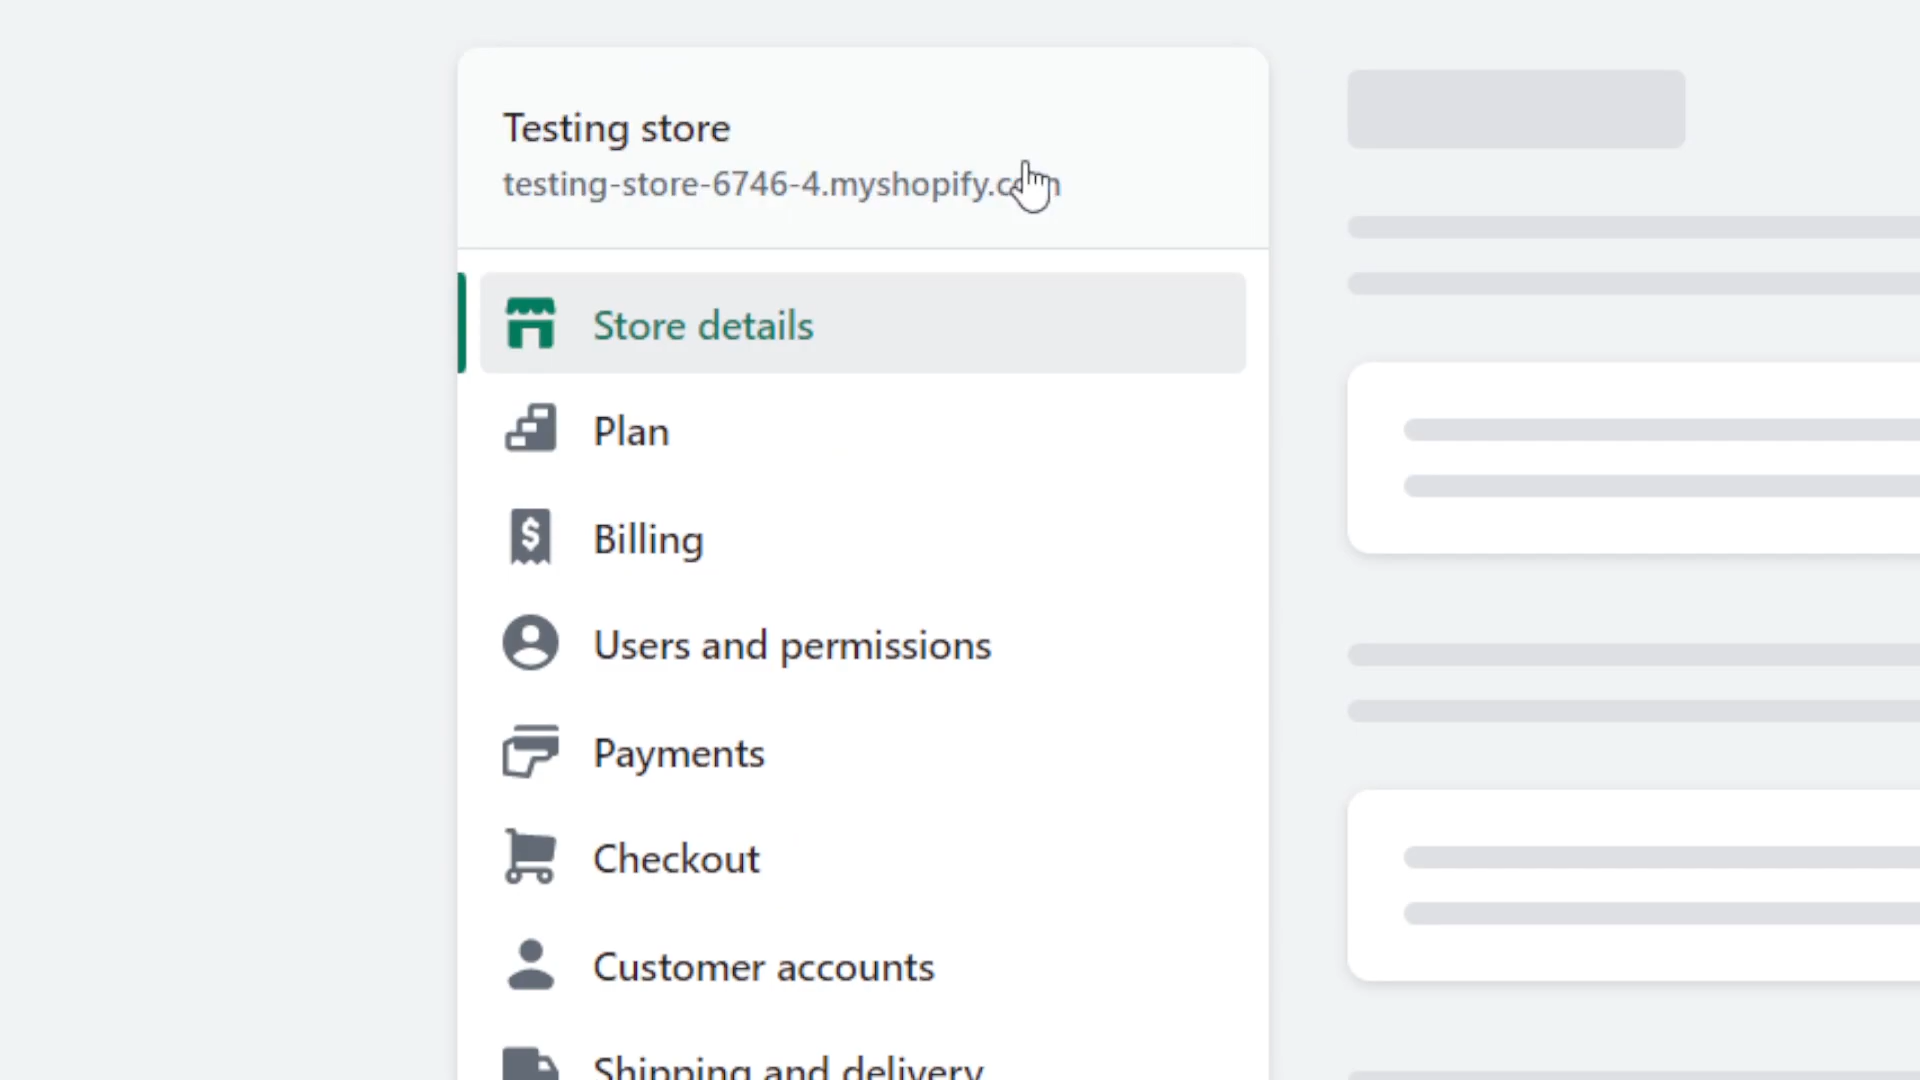 Testing store
testing-store-6746-4.myshopify.com
Store details
Plan
$
Billing
Users and permissions
Payments
Checkout
Customer accounts
Shipping and delivery